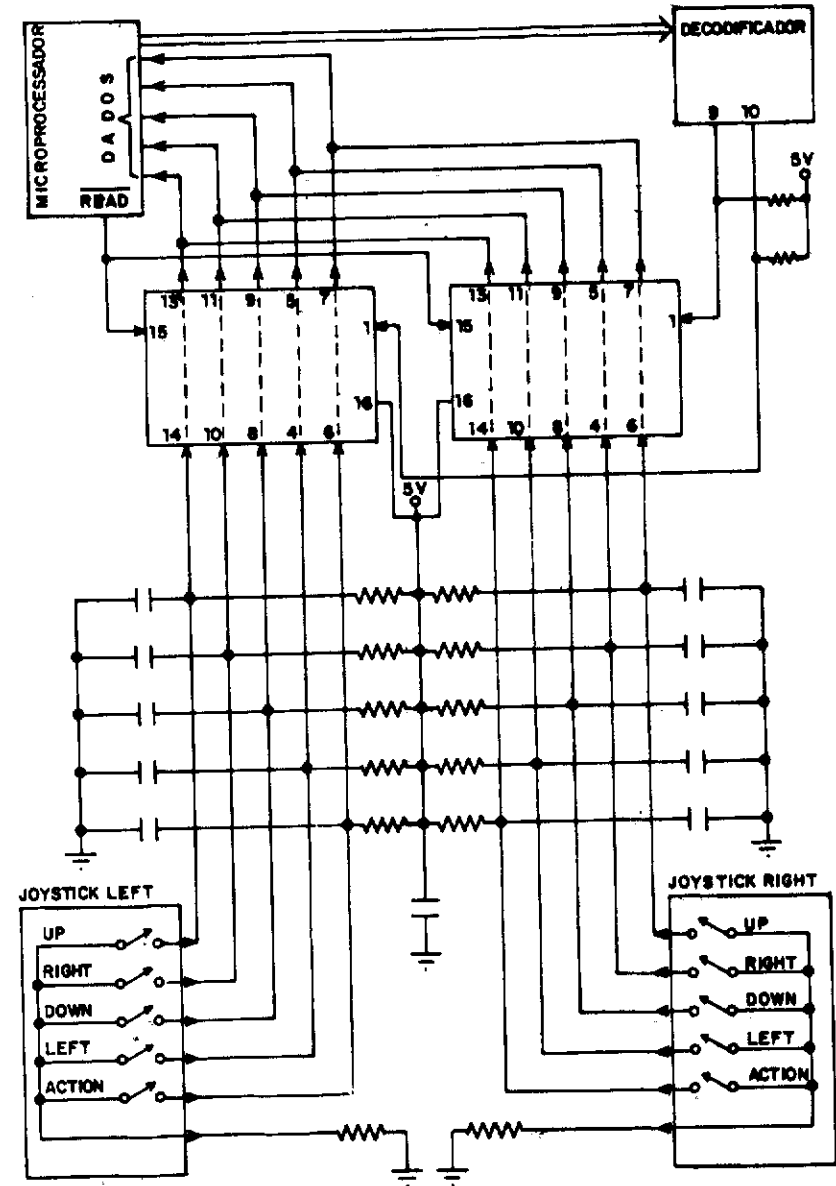 MICROPROCESSADOR
DADOS
READ
DECODIFICADOR
9 10
5V
13 11 9 5 7
15 1
16
14 10 8 4 6
13 11 9 5 7
15 1
16
14 10 8 4 6
5V
JOYSTICK LEFT
UP
RIGHT
DOWN
LEFT
ACTION
JOYSTICK RIGHT
UP
RIGHT
DOWN
LEFT
ACTION